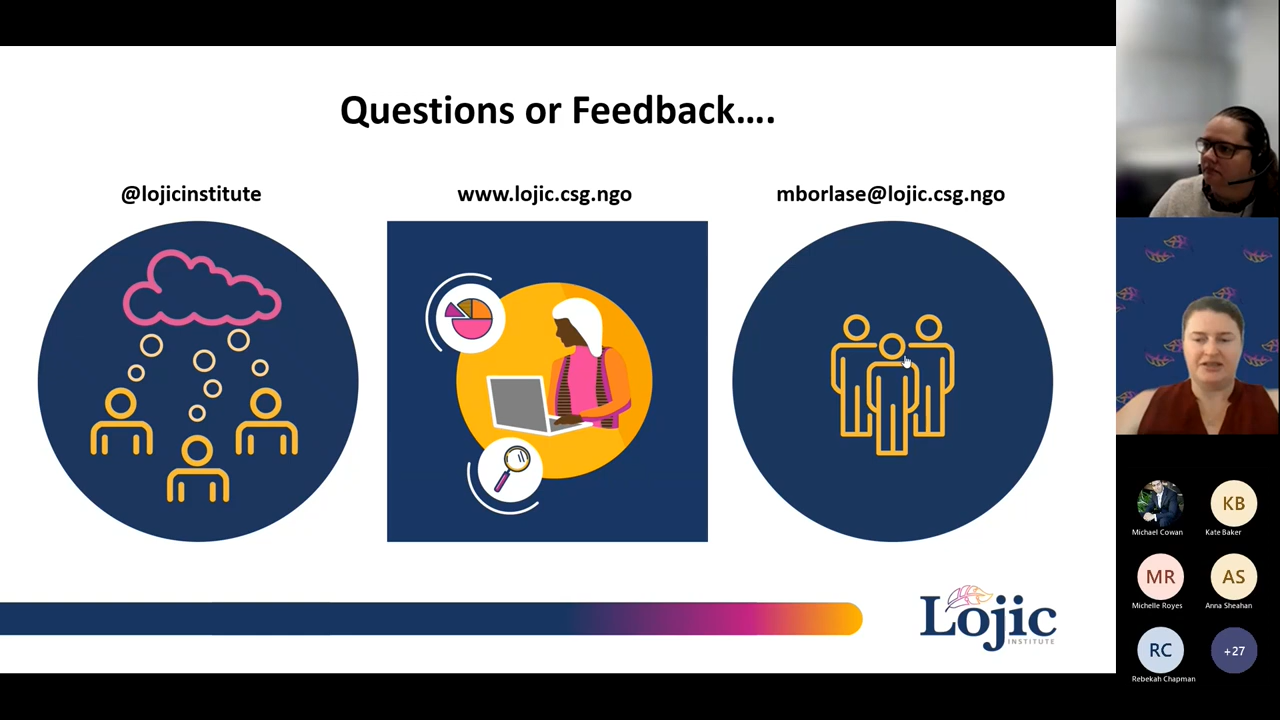 Questions or Feedback....
@lojicinstitute
www.lojic.csg.ngo
mborlase@lojic.csg.ngo
Lojic
INSTITUTE
KB
Michael Cowan
Kate Baker
MR
AS
Michelle Royes
Anna Sheahan
RC
+27
Rebekah Chapman